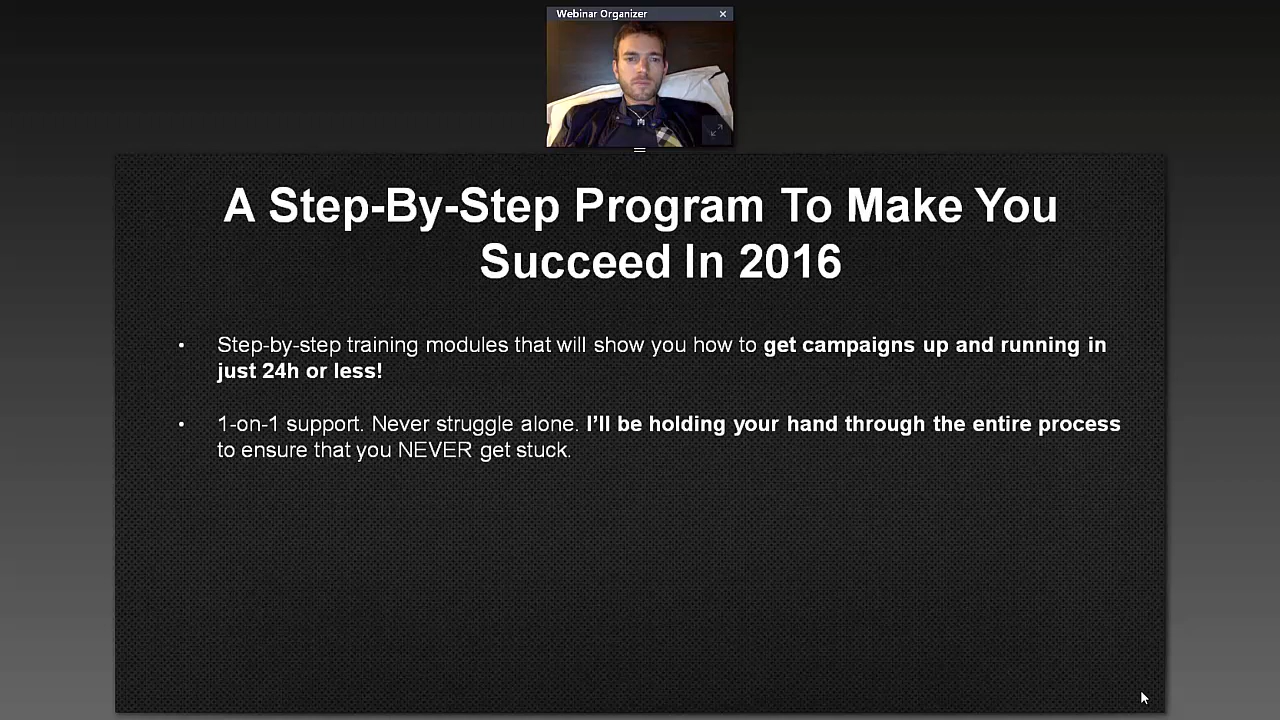 Webinar Organizer
A Step-By-Step Program To Make You
Succeed In 2016
• Step-by-step training modules that will show you how to get campaigns up and running in
just 24h or less!
• 1-on-1 support. Never struggle alone. I’ll be holding your hand through the entire process
to ensure that you NEVER get stuck.